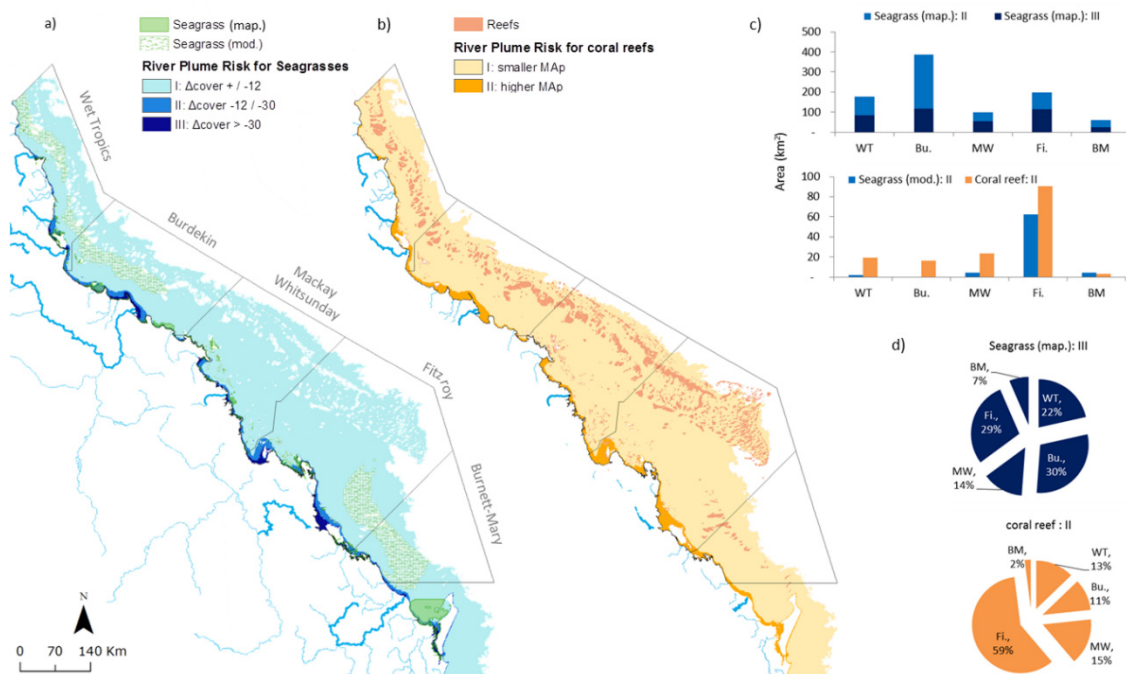 a)
Seagrass (map.)
Seagrass (mod.)
River Plume Risk for Seagrasses
I: Δcover + / -12
II: Δcover -12 / -30
III: Δcover > -30
Wet Tropics
Burdekin
Mackay
Whitsunday
Fitz.roy
Burnett-Mary
N
0 70 140 Km
b)
Reefs
River Plume Risk for coral reefs
I: smaller MAp
II: higher MAp
c)
Seagrass (map.): II
Seagrass (map.): III
500
400
300
200
100
-
WT Bu. MW Fi. BM
Area (km²)
Seagrass (mod.): II
Coral reef: II
100
80
60
40
20
-
WT Bu. MW Fi. BM
d)
Seagrass (map.): III
BM,
7%
WT,
22%
Fi.,
29%
Bu.,
30%
MW,
14%
coral reef : II
BM,
2%
WT,
13%
Bu.,
11%
Fi.,
59%
MW,
15%